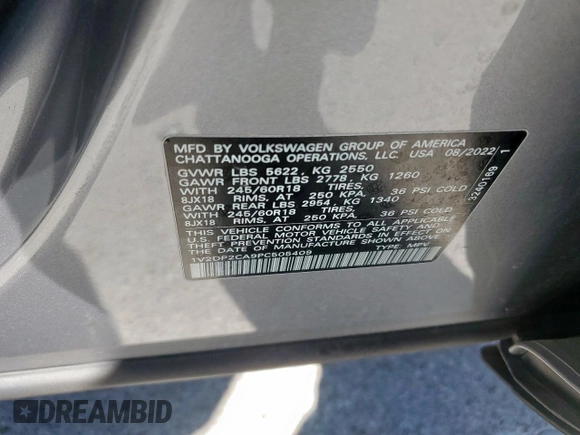 MFD BY VOLKSWAGEN GROUP OF AMERICA
CHATTANOOGA OPERATIONS, LLC USA 08/2022
GVWR LBS 5622, KG 2550
GAWR FRONT LBS 2778, KG 1260
WITH 245/60R18 TIRES,
8JX18 RIMS, AT 250 KPA, 36 PSI COLD
GAWR REAR LBS 2954, KG 1340
WITH 245/60R18 TIRES,
8JX18 RIMS, AT 250 KPA, 36 PSI COLD
THIS VEHICLE CONFORMS TO ALL APPLICABLE
U.S. FEDERAL MOTOR VEHICLE SAFETY AND
THEFT PREVENTION STANDARDS IN EFFECT ON
THE DATE OF MANUFACTURE SHOWN ABOVE.
1V2DP2CA9PC505409 TYPE: MPV
1
DREAMBID